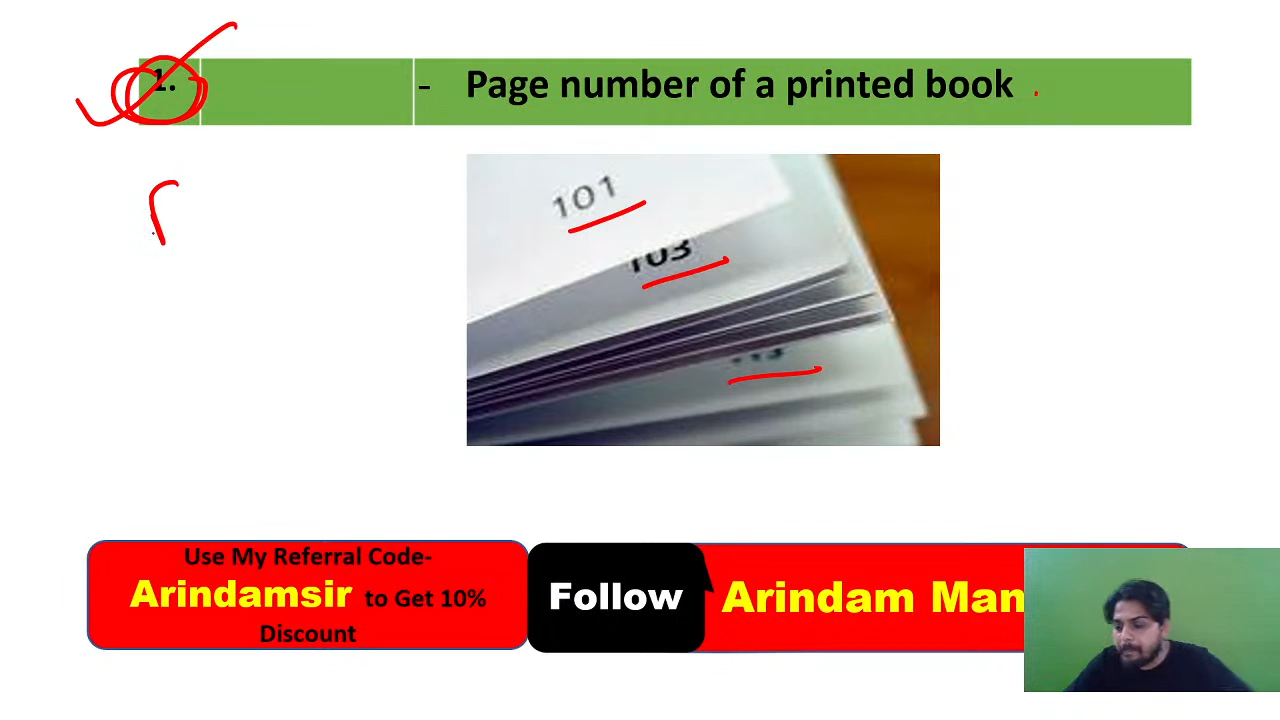 1. - Page number of a printed book
101
103
Use My Referral Code-
Arindamsir to Get 10%
Discount
Follow
Arindam Man